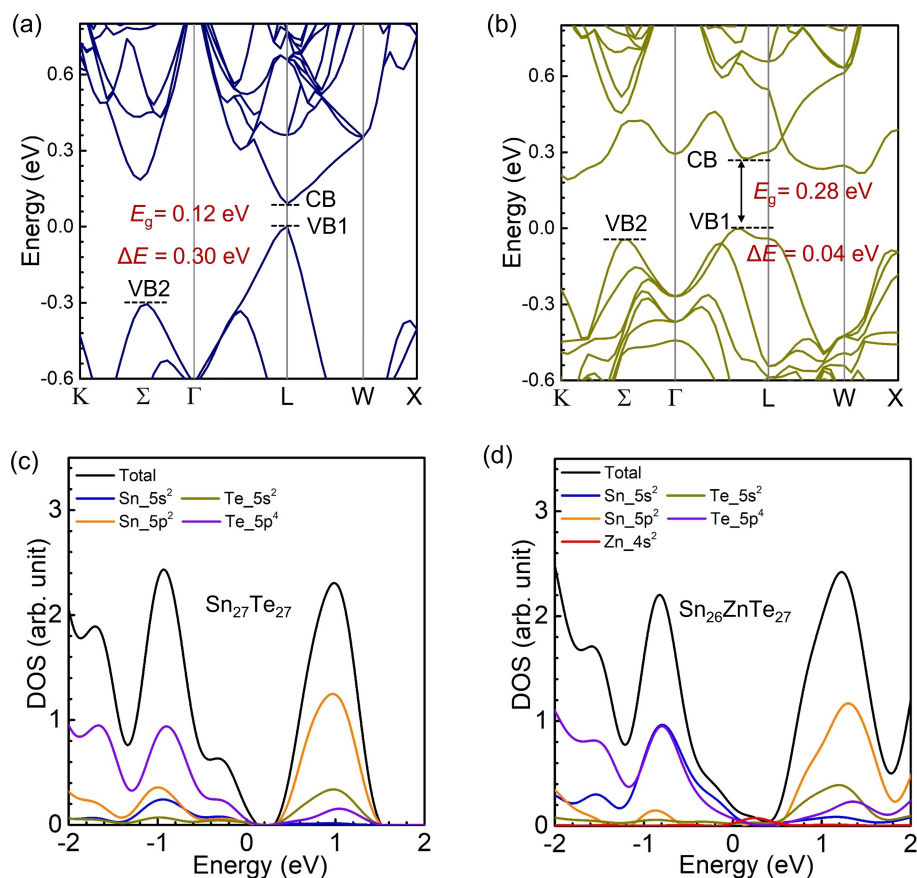 (a)
Energy (eV)
0.6
0.3
0.0
-0.3
-0.6
CB
VB1
Eg= 0.12 eV
ΔE = 0.30 eV
VB2
K Σ Γ L W X
(b)
Energy (eV)
0.6
0.3
0.0
-0.3
-0.6
CB
Eg= 0.28 eV
VB1
VB2
ΔE = 0.04 eV
K Σ Γ L W X
(c)
DOS (arb. unit)
3
2
1
0
Total
Sn_5s² Te_5s²
Sn_5p² Te_5p⁴
Sn₂₇Te₂₇
-2 -1 0 1 2
Energy (eV)
(d)
DOS (arb. unit)
3
2
1
0
Total
Sn_5s² Te_5s²
Sn_5p² Te_5p⁴
Zn_4s²
Sn₂₆ZnTe₂₇
-2 -1 0 1 2
Energy (eV)